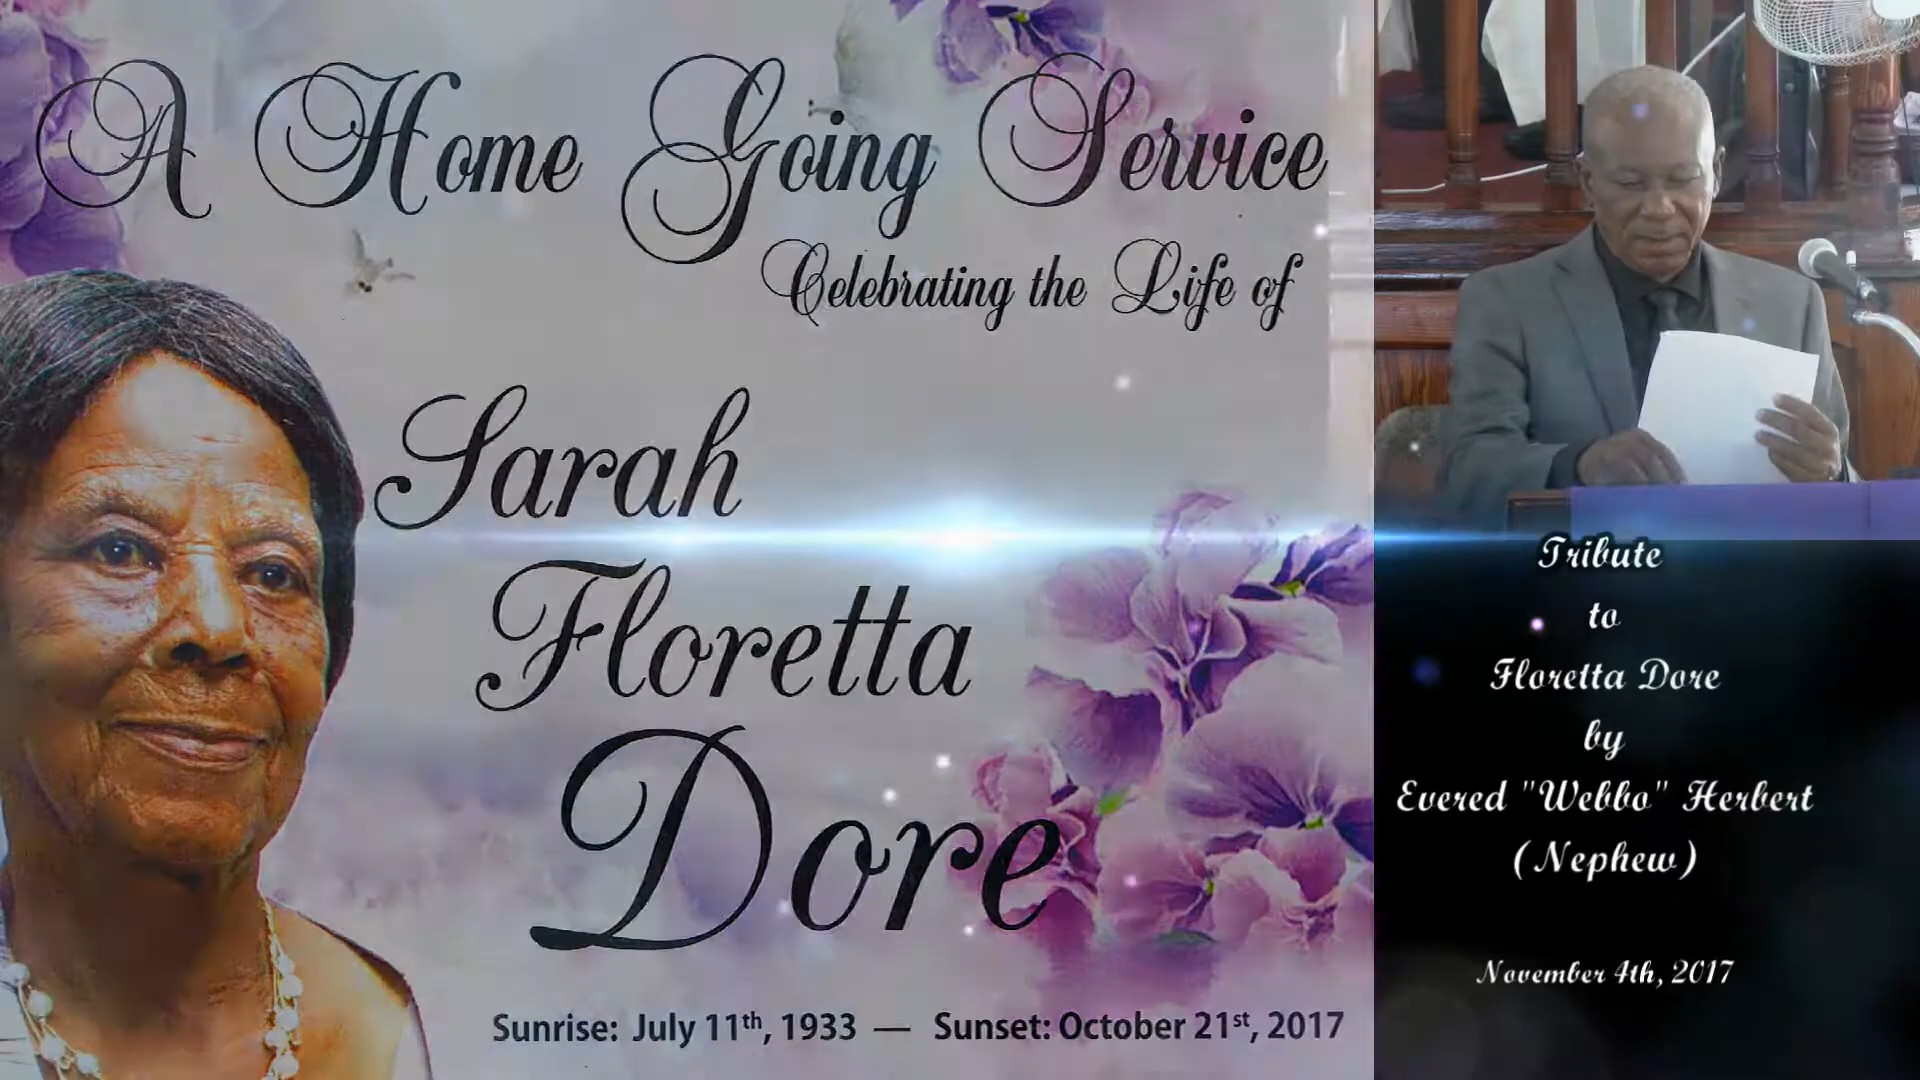 A Home Going Service
Celebrating the Life of
Sarah
Floretta
Dore
Sunrise: July 11th, 1933 — Sunset: October 21st, 2017
Tribute
to
Floretta Dore
by
Evered "Webbo" Herbert
(Nephew)
November 4th, 2017